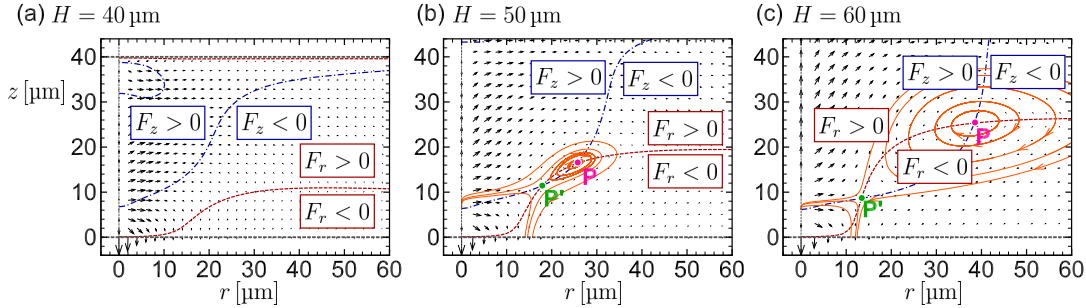 (a) H = 40 µm
z [µm]
40
30
20
10
0
F_z > 0
F_z < 0
F_r > 0
F_r < 0
0 10 20 30 40 50 60
r [µm]
(b) H = 50 µm
40
30
20
10
0
F_z > 0
F_z < 0
F_r > 0
F_r < 0
P
P'
0 10 20 30 40 50 60
r [µm]
(c) H = 60 µm
40
30
20
10
0
F_z > 0
F_z < 0
F_r > 0
F_r < 0
P
P'
0 10 20 30 40 50 60
r [µm]